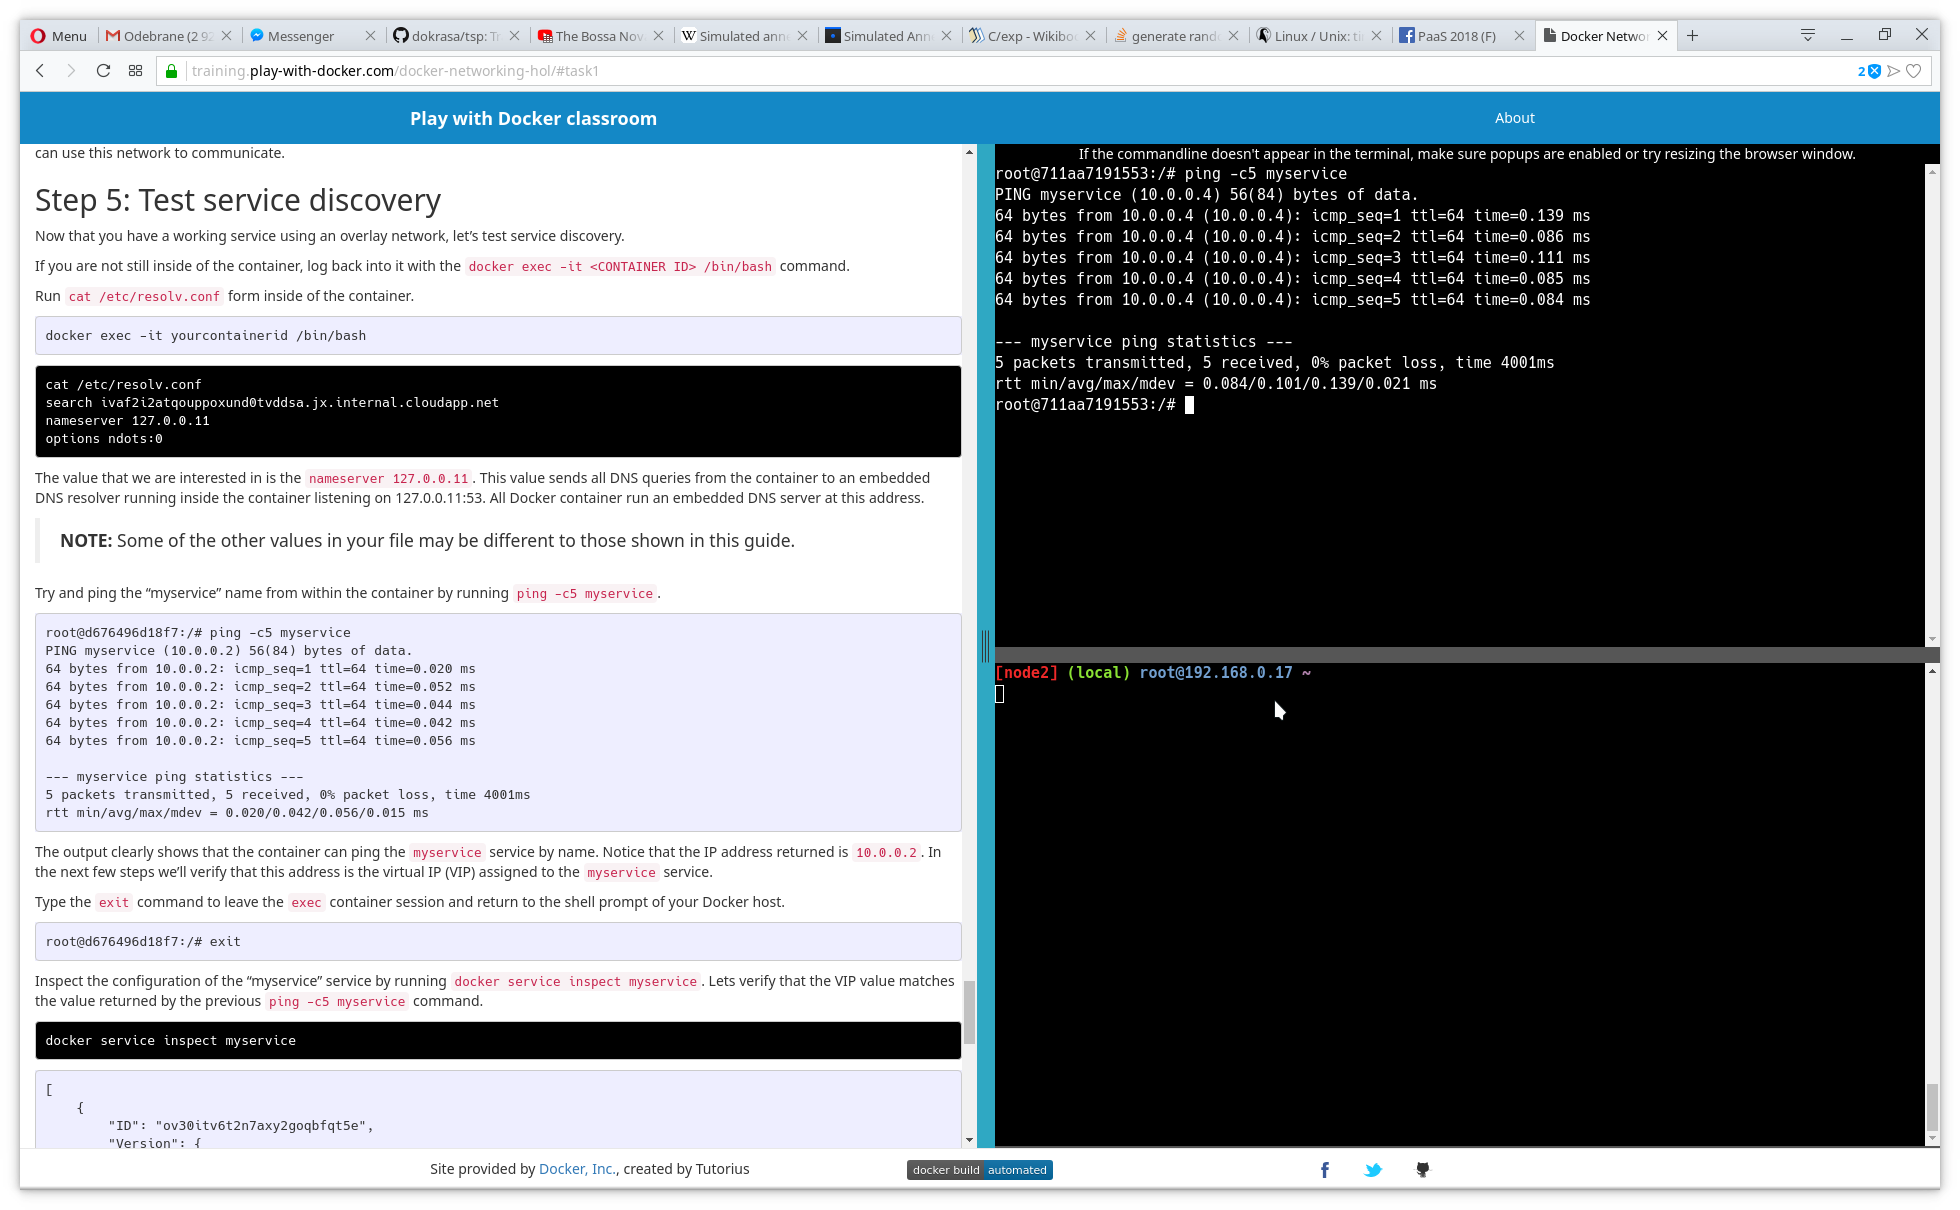 Menu
Odebrane (2 92
Messenger
dokrasa/tsp: Tr
The Bossa Nov
Simulated anne
Simulated Anne
C/exp - Wikibo
generate rando
Linux / Unix: ti
PaaS 2018 (F)
Docker Networ
training.play-with-docker.com/docker-networking-hol/#task1
2
Play with Docker classroom
About
can use this network to communicate.
Step 5: Test service discovery
Now that you have a working service using an overlay network, let's test service discovery.
If you are not still inside of the container, log back into it with the docker exec -it <CONTAINER ID> /bin/bash command.
Run cat /etc/resolv.conf form inside of the container.
docker exec -it yourcontainerid /bin/bash
cat /etc/resolv.conf
search ivaf2i2atqouppoxund0tvddsa.jx.internal.cloudapp.net
nameserver 127.0.0.11
options ndots:0
The value that we are interested in is the nameserver 127.0.0.11. This value sends all DNS queries from the container to an embedded
DNS resolver running inside the container listening on 127.0.0.11:53. All Docker container run an embedded DNS server at this address.
NOTE: Some of the other values in your file may be different to those shown in this guide.
Try and ping the “myservice” name from within the container by running ping -c5 myservice.
root@d676496d18f7:/# ping -c5 myservice
PING myservice (10.0.0.2) 56(84) bytes of data.
64 bytes from 10.0.0.2: icmp_seq=1 ttl=64 time=0.020 ms
64 bytes from 10.0.0.2: icmp_seq=2 ttl=64 time=0.052 ms
64 bytes from 10.0.0.2: icmp_seq=3 ttl=64 time=0.044 ms
64 bytes from 10.0.0.2: icmp_seq=4 ttl=64 time=0.042 ms
64 bytes from 10.0.0.2: icmp_seq=5 ttl=64 time=0.056 ms
--- myservice ping statistics ---
5 packets transmitted, 5 received, 0% packet loss, time 4001ms
rtt min/avg/max/mdev = 0.020/0.042/0.056/0.015 ms
The output clearly shows that the container can ping the myservice service by name. Notice that the IP address returned is 10.0.0.2. In
the next few steps we'll verify that this address is the virtual IP (VIP) assigned to the myservice service.
Type the exit command to leave the exec container session and return to the shell prompt of your Docker host.
root@d676496d18f7:/# exit
Inspect the configuration of the “myservice” service by running docker service inspect myservice. Lets verify that the VIP value matches
the value returned by the previous ping -c5 myservice command.
docker service inspect myservice
[
{
"ID": "ov30itv6t2n7axy2goqbfqt5e",
"Version": {
If the commandline doesn't appear in the terminal, make sure popups are enabled or try resizing the browser window.
root@711aa7191553:/# ping -c5 myservice
PING myservice (10.0.0.4) 56(84) bytes of data.
64 bytes from 10.0.0.4 (10.0.0.4): icmp_seq=1 ttl=64 time=0.139 ms
64 bytes from 10.0.0.4 (10.0.0.4): icmp_seq=2 ttl=64 time=0.086 ms
64 bytes from 10.0.0.4 (10.0.0.4): icmp_seq=3 ttl=64 time=0.111 ms
64 bytes from 10.0.0.4 (10.0.0.4): icmp_seq=4 ttl=64 time=0.085 ms
64 bytes from 10.0.0.4 (10.0.0.4): icmp_seq=5 ttl=64 time=0.084 ms
--- myservice ping statistics ---
5 packets transmitted, 5 received, 0% packet loss, time 4001ms
rtt min/avg/max/mdev = 0.084/0.101/0.139/0.021 ms
root@711aa7191553:/#
[node2] (local) root@192.168.0.17 ~
Site provided by Docker, Inc., created by Tutorius
docker build automated